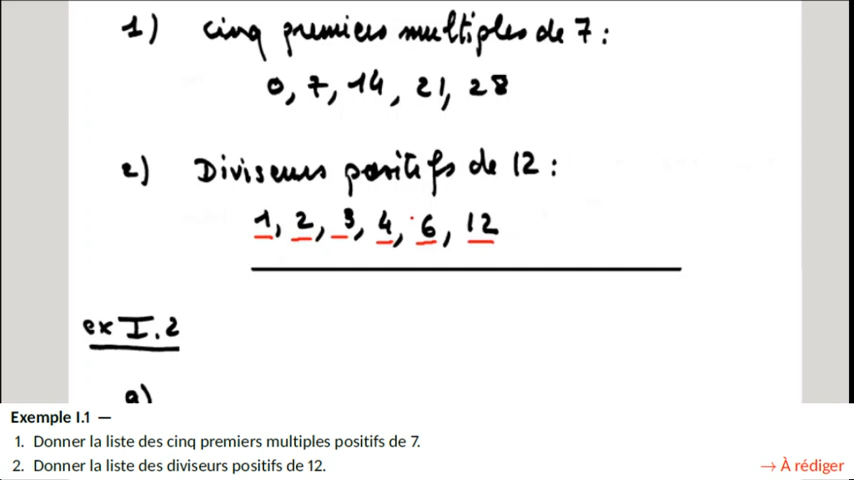 1) cinq premiers multiples de 7 :
0, 7, 14, 21, 28
2) Diviseurs positifs de 12 :
1, 2, 3, 4, 6, 12
ex I.2
a)
Exemple I.1 —
1. Donner la liste des cinq premiers multiples positifs de 7.
2. Donner la liste des diviseurs positifs de 12.
→ À rédiger